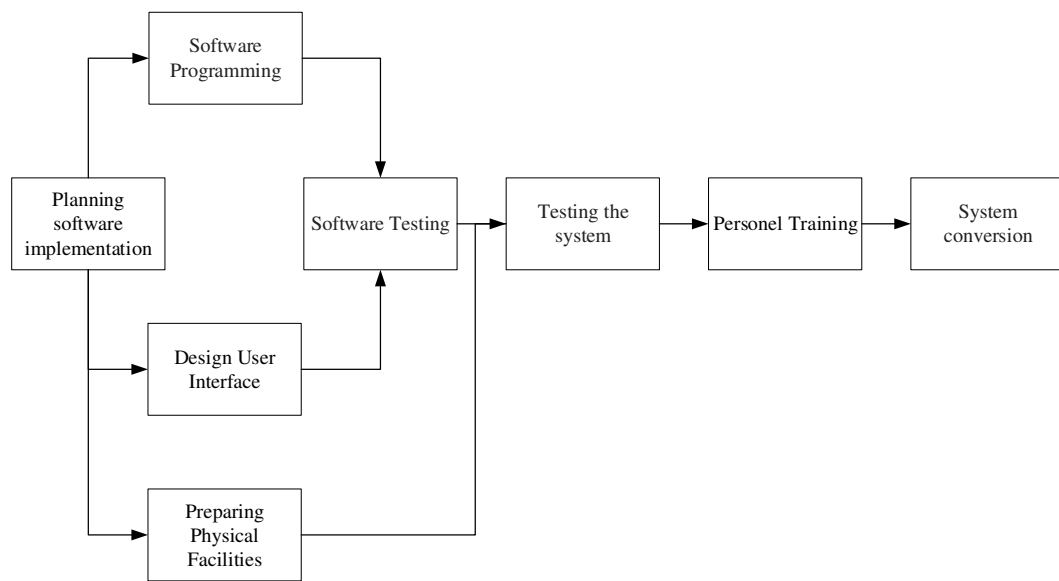 Software
Programming
Planning
software
implementation
Software Testing
Testing the
system
Personel Training
System
conversion
Design User
Interface
Preparing
Physical
Facilities